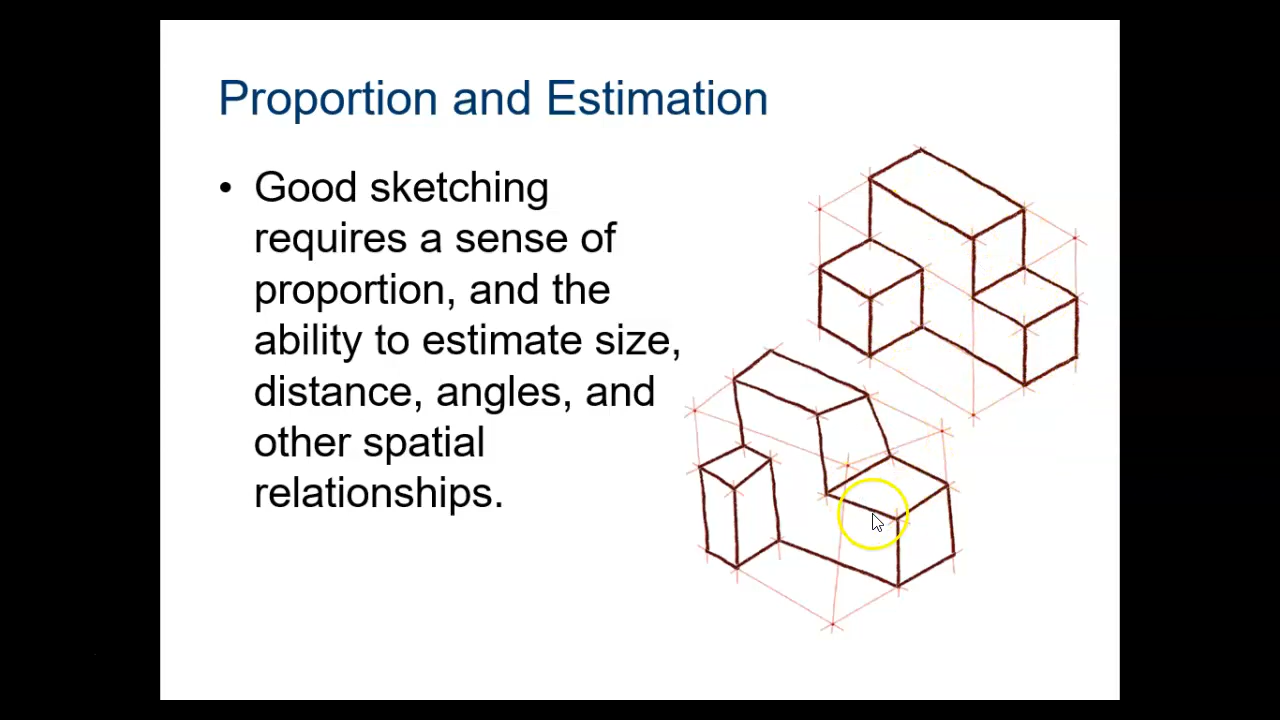 Proportion and Estimation
• Good sketching
requires a sense of
proportion, and the
ability to estimate size,
distance, angles, and
other spatial
relationships.